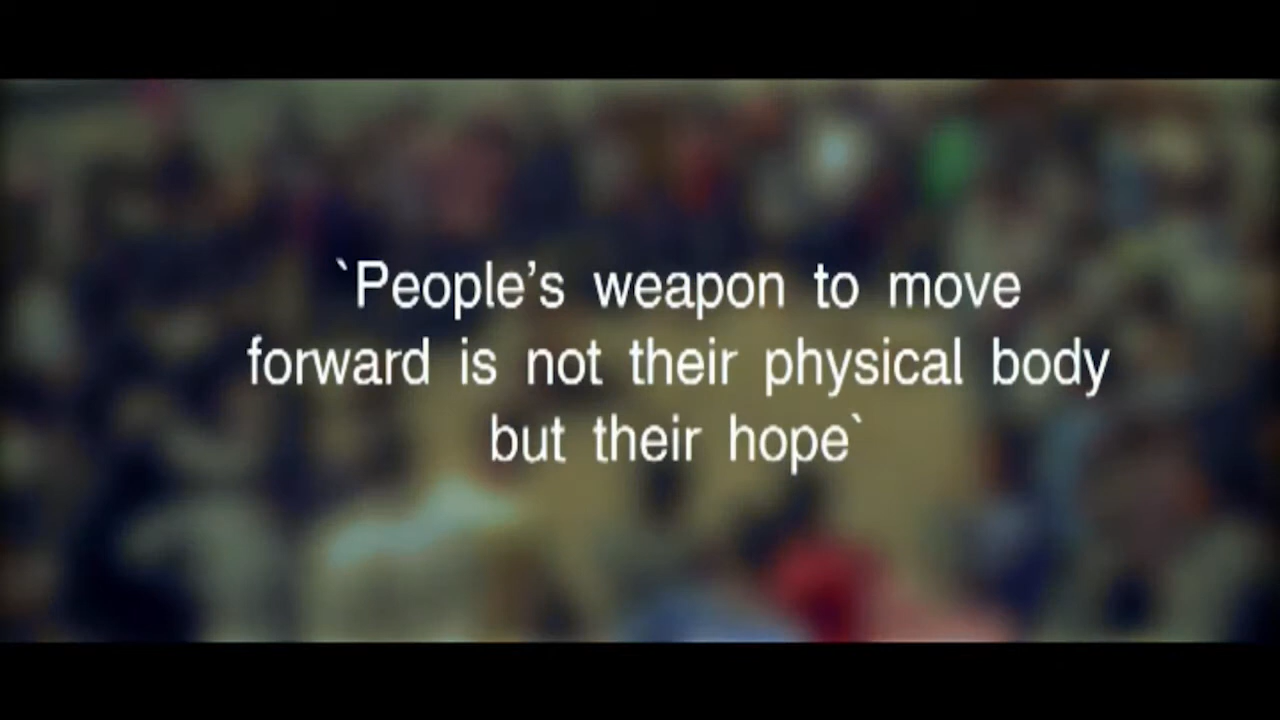 `People’s weapon to move
forward is not their physical body
but their hope`